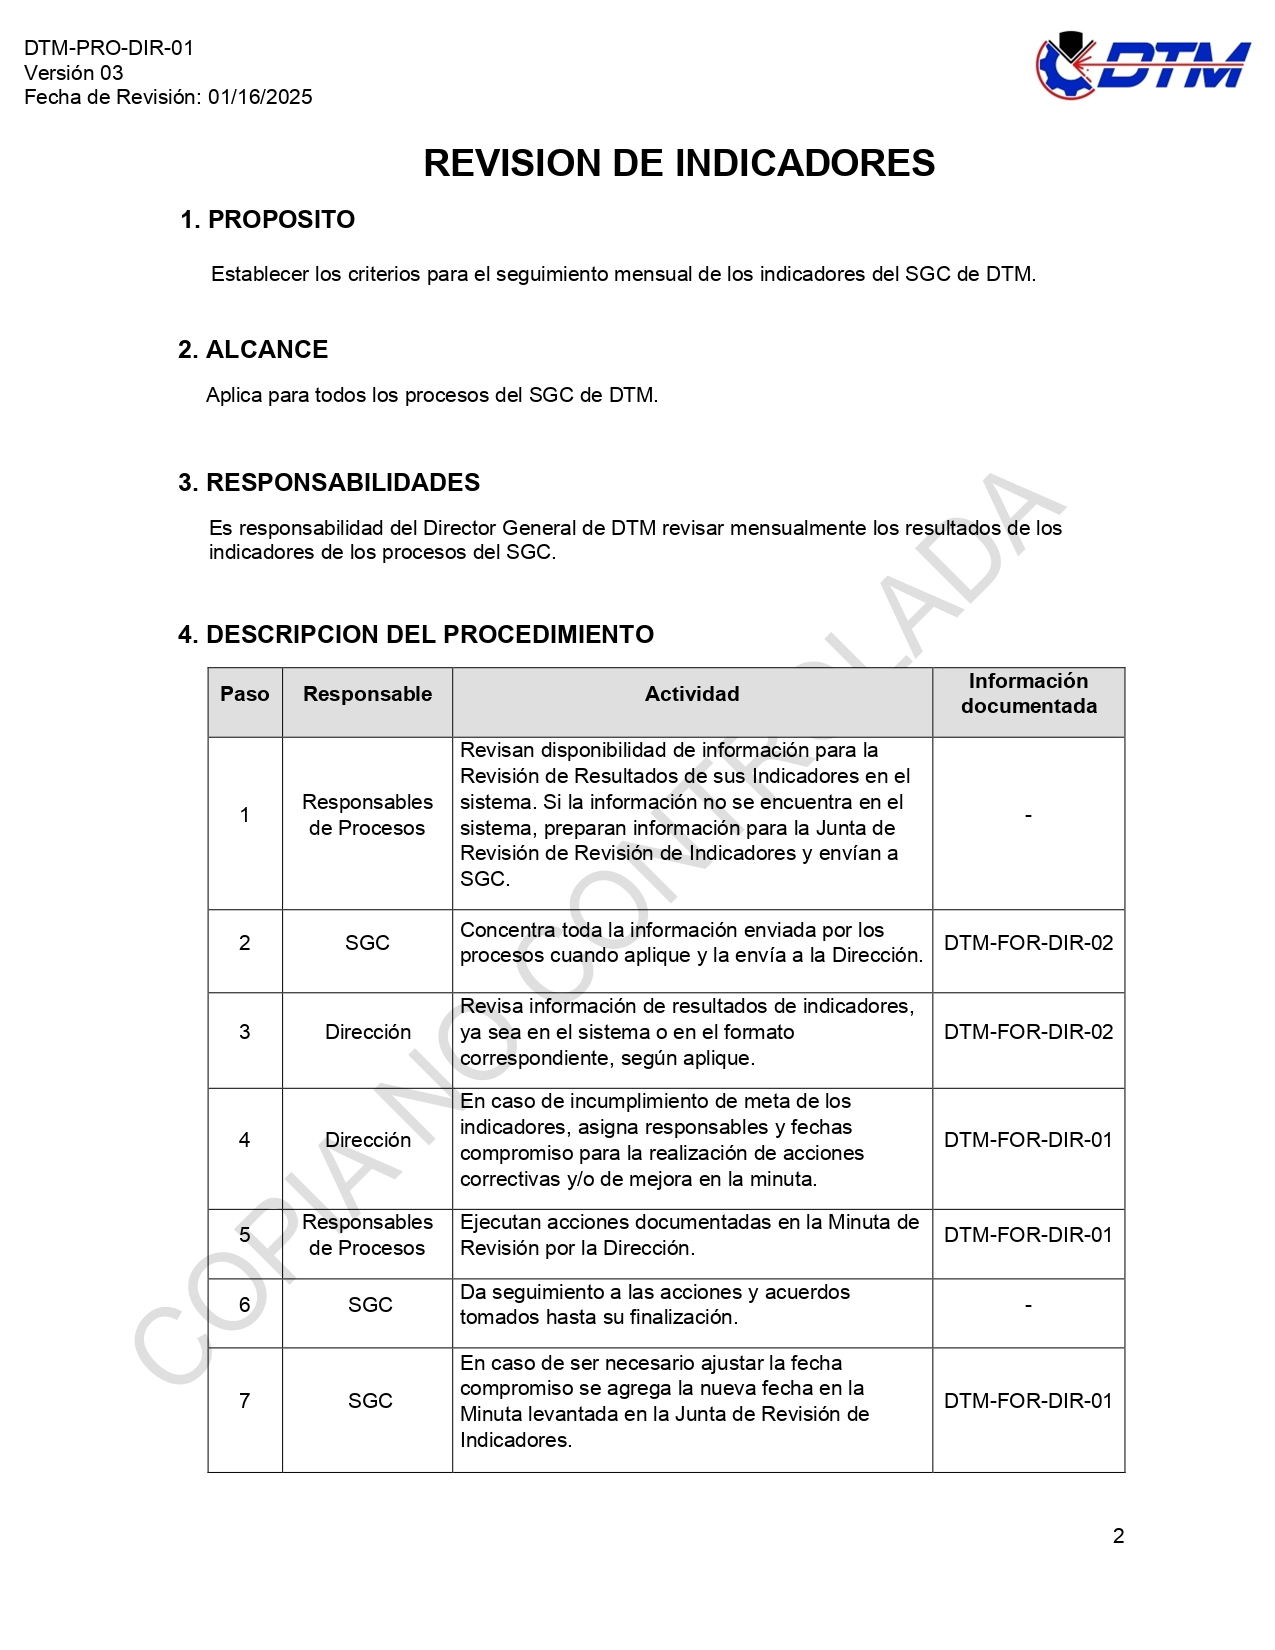 DTM-PRO-DIR-01
Versión 03
Fecha de Revisión: 01/16/2025
DTM
REVISION DE INDICADORES
1. PROPOSITO
Establecer los criterios para el seguimiento mensual de los indicadores del SGC de DTM.
2. ALCANCE
Aplica para todos los procesos del SGC de DTM.
3. RESPONSABILIDADES
Es responsabilidad del Director General de DTM revisar mensualmente los resultados de los
indicadores de los procesos del SGC.
4. DESCRIPCION DEL PROCEDIMIENTO
Paso
Responsable
Actividad
Información
documentada
1
Responsables
de Procesos
Revisan disponibilidad de información para la
Revisión de Resultados de sus Indicadores en el
sistema. Si la información no se encuentra en el
sistema, preparan información para la Junta de
Revisión de Revisión de Indicadores y envían a
SGC.
-
2
SGC
Concentra toda la información enviada por los
procesos cuando aplique y la envía a la Dirección.
DTM-FOR-DIR-02
3
Dirección
Revisa información de resultados de indicadores,
ya sea en el sistema o en el formato
correspondiente, según aplique.
DTM-FOR-DIR-02
4
Dirección
En caso de incumplimiento de meta de los
indicadores, asigna responsables y fechas
compromiso para la realización de acciones
correctivas y/o de mejora en la minuta.
DTM-FOR-DIR-01
5
Responsables
de Procesos
Ejecutan acciones documentadas en la Minuta de
Revisión por la Dirección.
DTM-FOR-DIR-01
6
SGC
Da seguimiento a las acciones y acuerdos
tomados hasta su finalización.
-
7
SGC
En caso de ser necesario ajustar la fecha
compromiso se agrega la nueva fecha en la
Minuta levantada en la Junta de Revisión de
Indicadores.
DTM-FOR-DIR-01
COPIA NO CONTROLADA
2